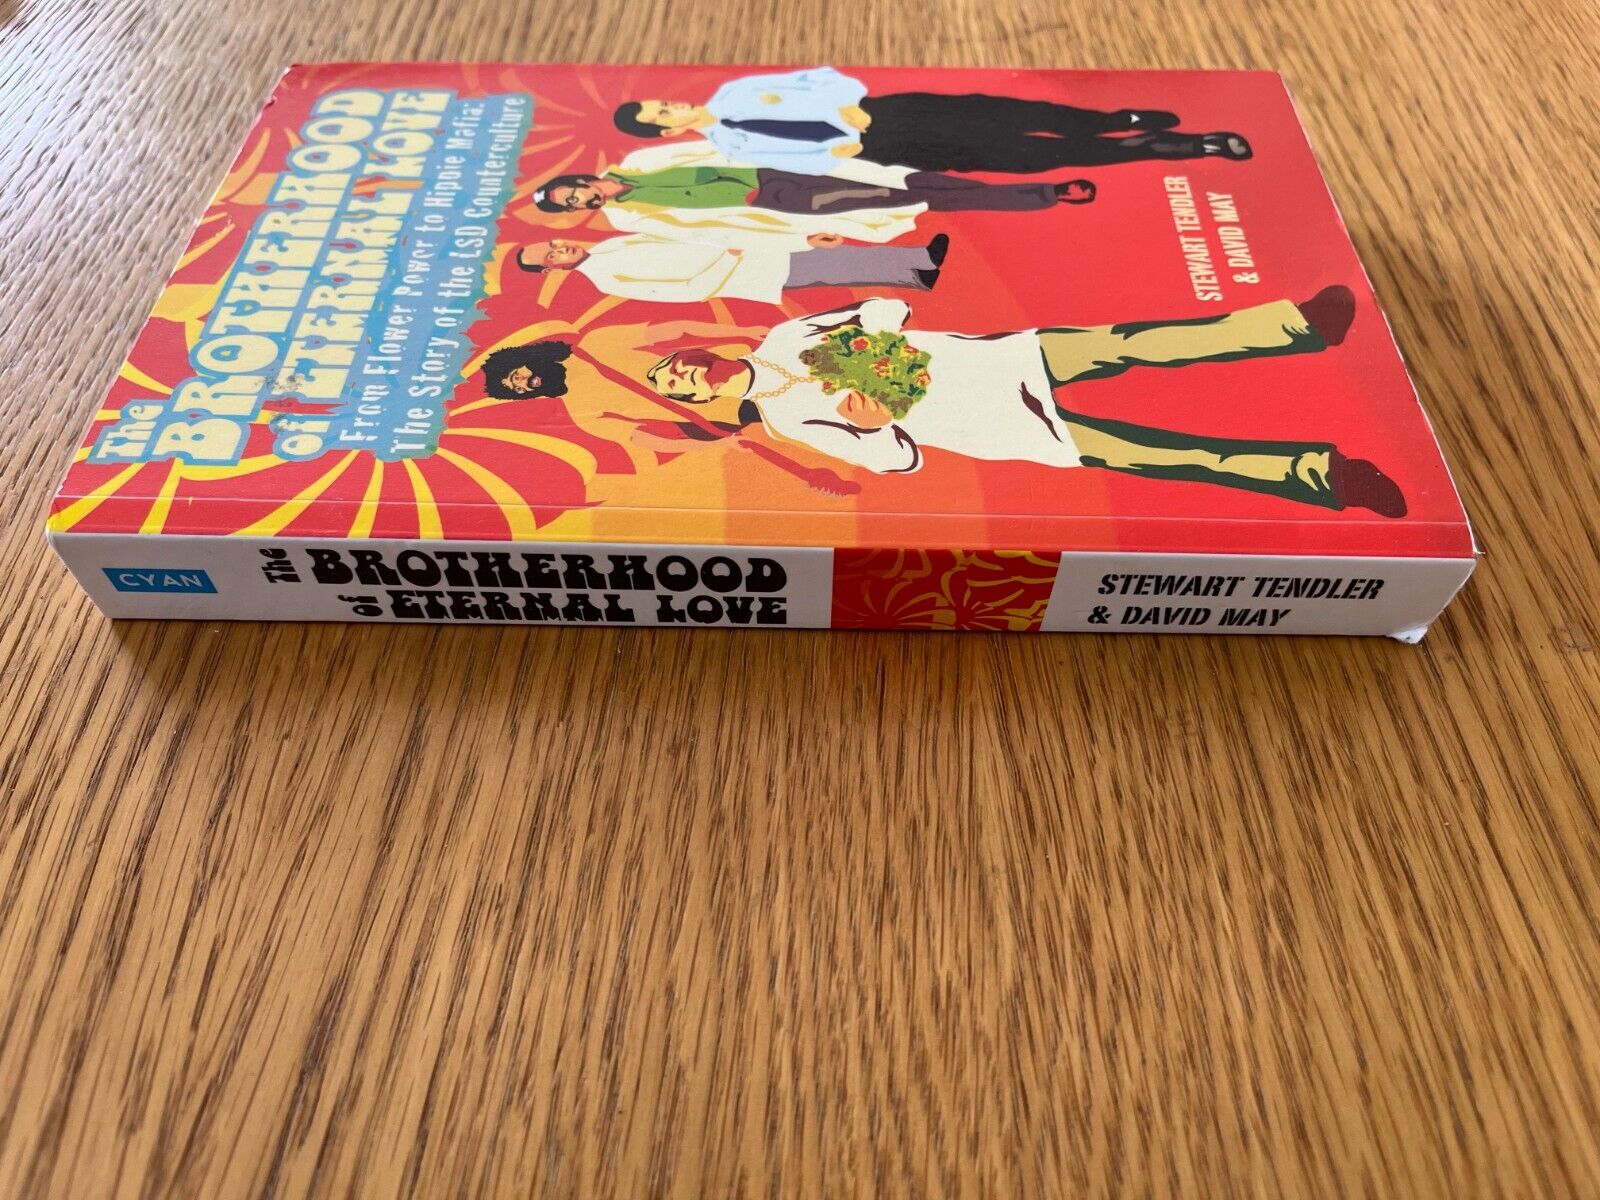 The
BROTHERHOOD
of ETERNAL LOVE
From Flower Power to Hippie Mafia:
The Story of the LSD Counterculture
STEWART TENDLER
& DAVID MAY
CYAN
The BROTHERHOOD
of ETERNAL LOVE
STEWART TENDLER
& DAVID MAY